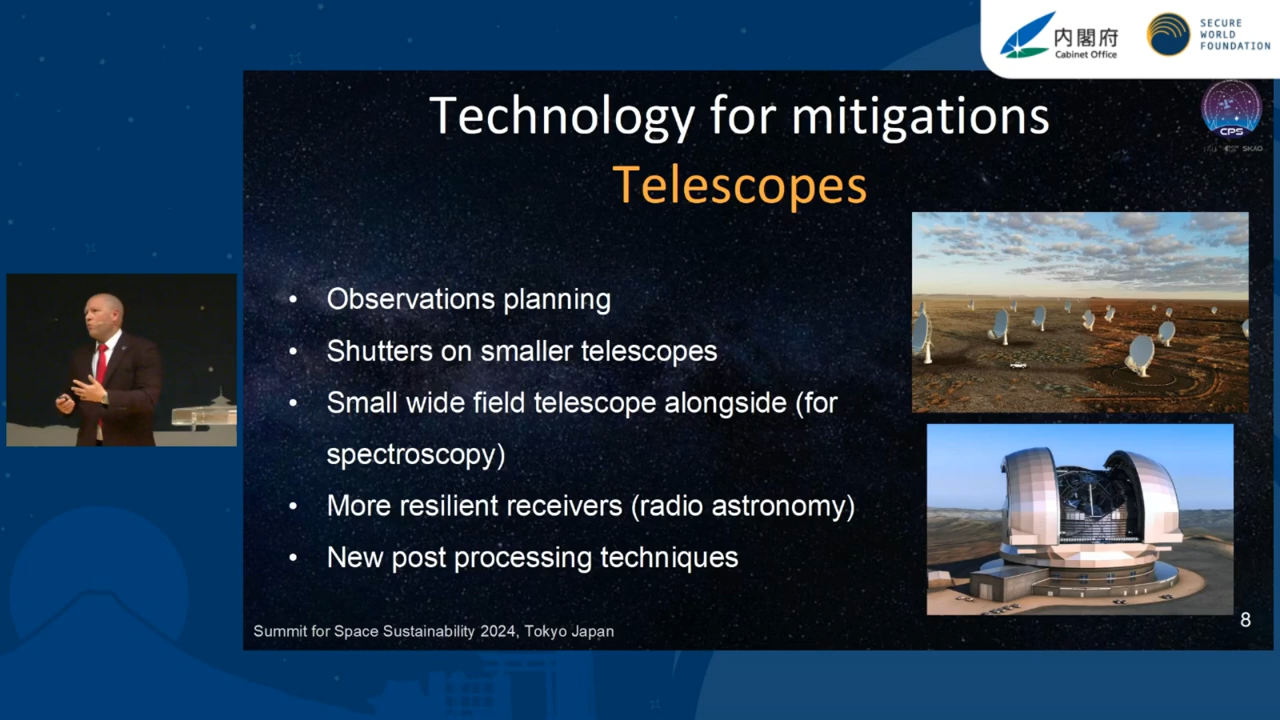 内閣府
Cabinet Office
SECURE
WORLD
FOUNDATION
Technology for mitigations
CPS
SKAO
Telescopes
• Observations planning
• Shutters on smaller telescopes
• Small wide field telescope alongside (for
spectroscopy)
• More resilient receivers (radio astronomy)
• New post processing techniques
Summit for Space Sustainability 2024, Tokyo Japan
8